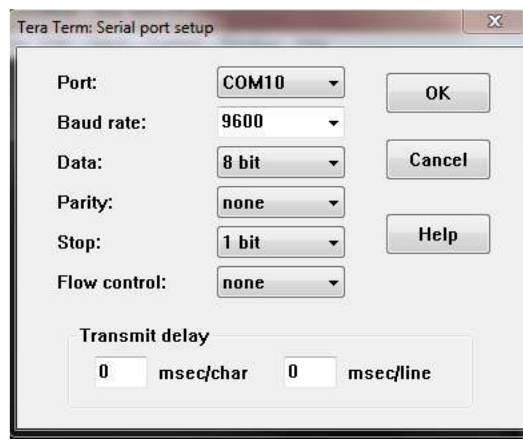 Tera Term: Serial port setup
Port: COM10 OK
Baud rate: 9600
Data: 8 bit Cancel
Parity: none
Stop: 1 bit Help
Flow control: none
Transmit delay
0 msec/char 0 msec/line